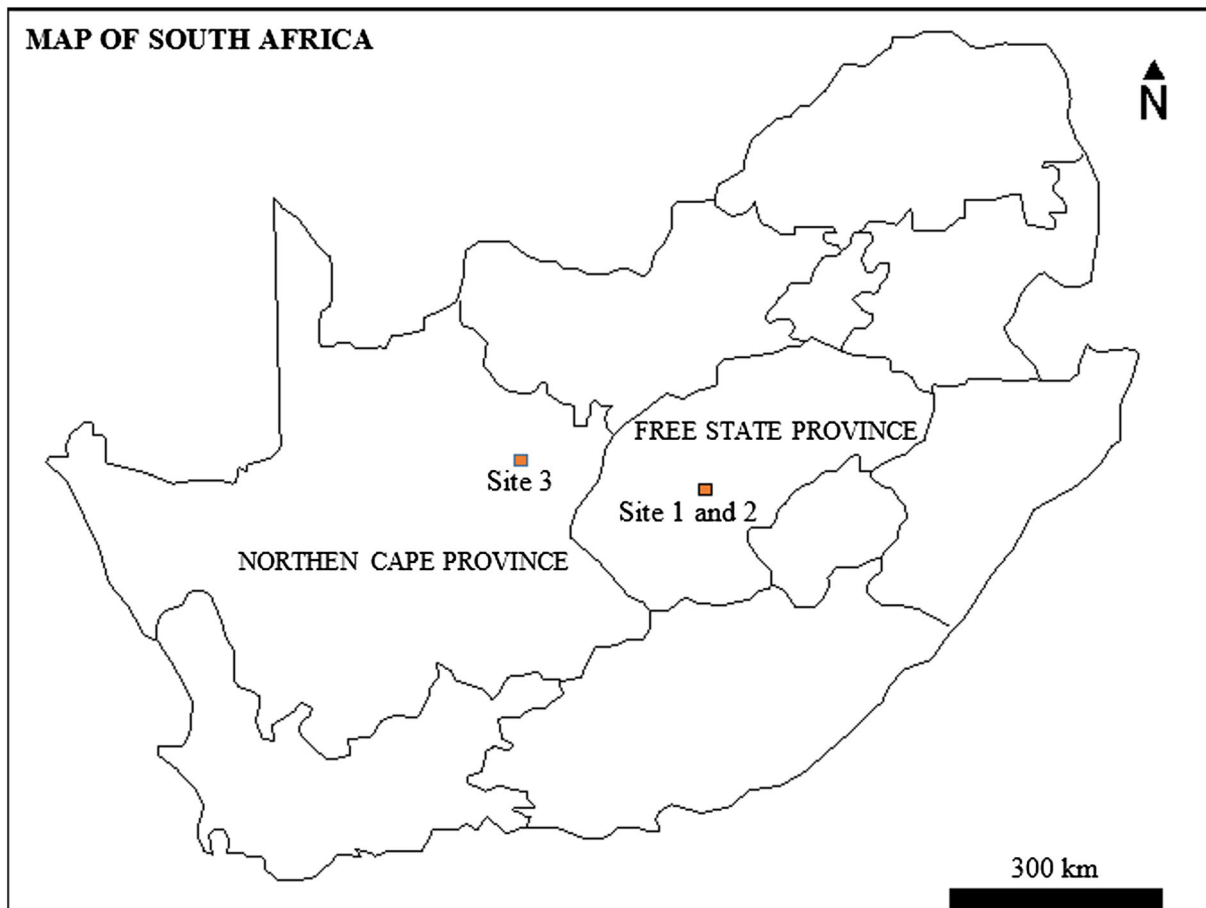 MAP OF SOUTH AFRICA
N
FREE STATE PROVINCE
Site 3
Site 1 and 2
NORTHEN CAPE PROVINCE
300 km